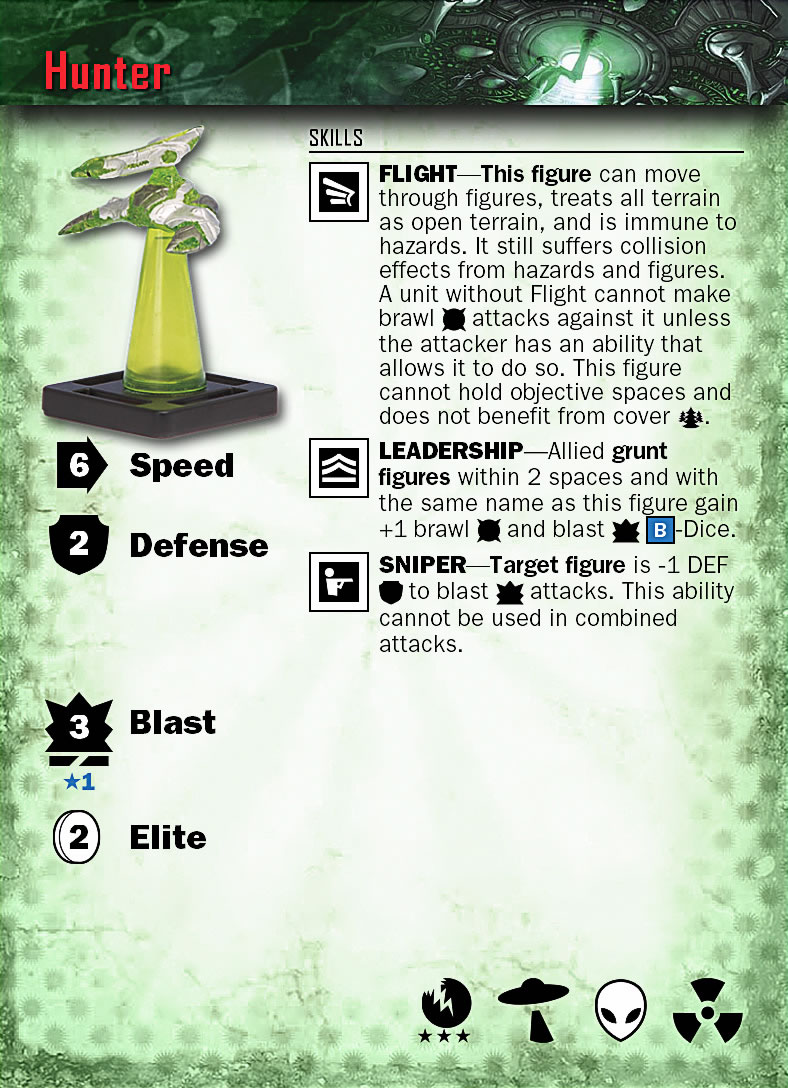 Hunter
SKILLS
FLIGHT—This figure can move
through figures, treats all terrain
as open terrain, and is immune to
hazards. It still suffers collision
effects from hazards and figures.
A unit without Flight cannot make
brawl attacks against it unless
the attacker has an ability that
allows it to do so. This figure
cannot hold objective spaces and
does not benefit from cover .
LEADERSHIP—Allied grunt
figures within 2 spaces and with
the same name as this figure gain
+1 brawl and blast B-Dice.
SNIPER—Target figure is -1 DEF
to blast attacks. This ability
cannot be used in combined
attacks.
6 Speed
2 Defense
3 Blast
★1
2 Elite
★★★